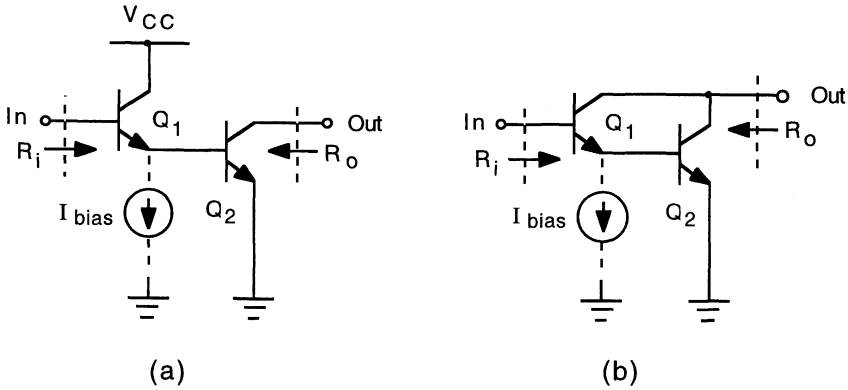 VCC
In
Q1
Out
Ri
Ro
Ibias
Q2
(a)
In
Q1
Out
Ri
Ro
Ibias
Q2
(b)